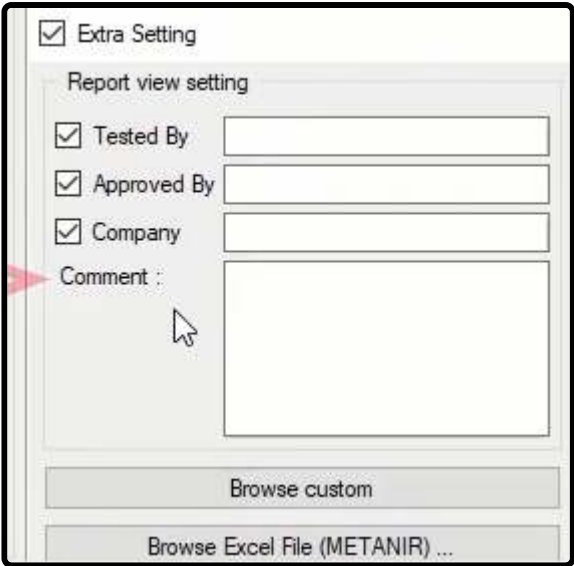 Extra Setting
Report view setting
Tested By
Approved By
Company
Comment :
Browse custom
Browse Excel File (METANIR) ...